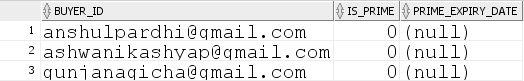 BUYER_ID IS_PRIME PRIME_EXPIRY_DATE
1 anshulpardhi@gmail.com 0 (null)
2 ashwanikashyap@gmail.com 0 (null)
3 gunjanagicha@gmail.com 0 (null)